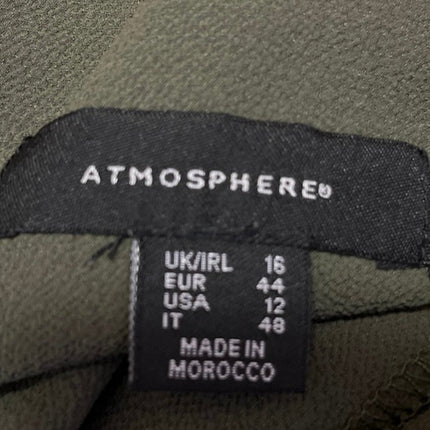 ATMOSPHERE®
UK/IRL 16
EUR 44
USA 12
IT 48
MADE IN
MOROCCO